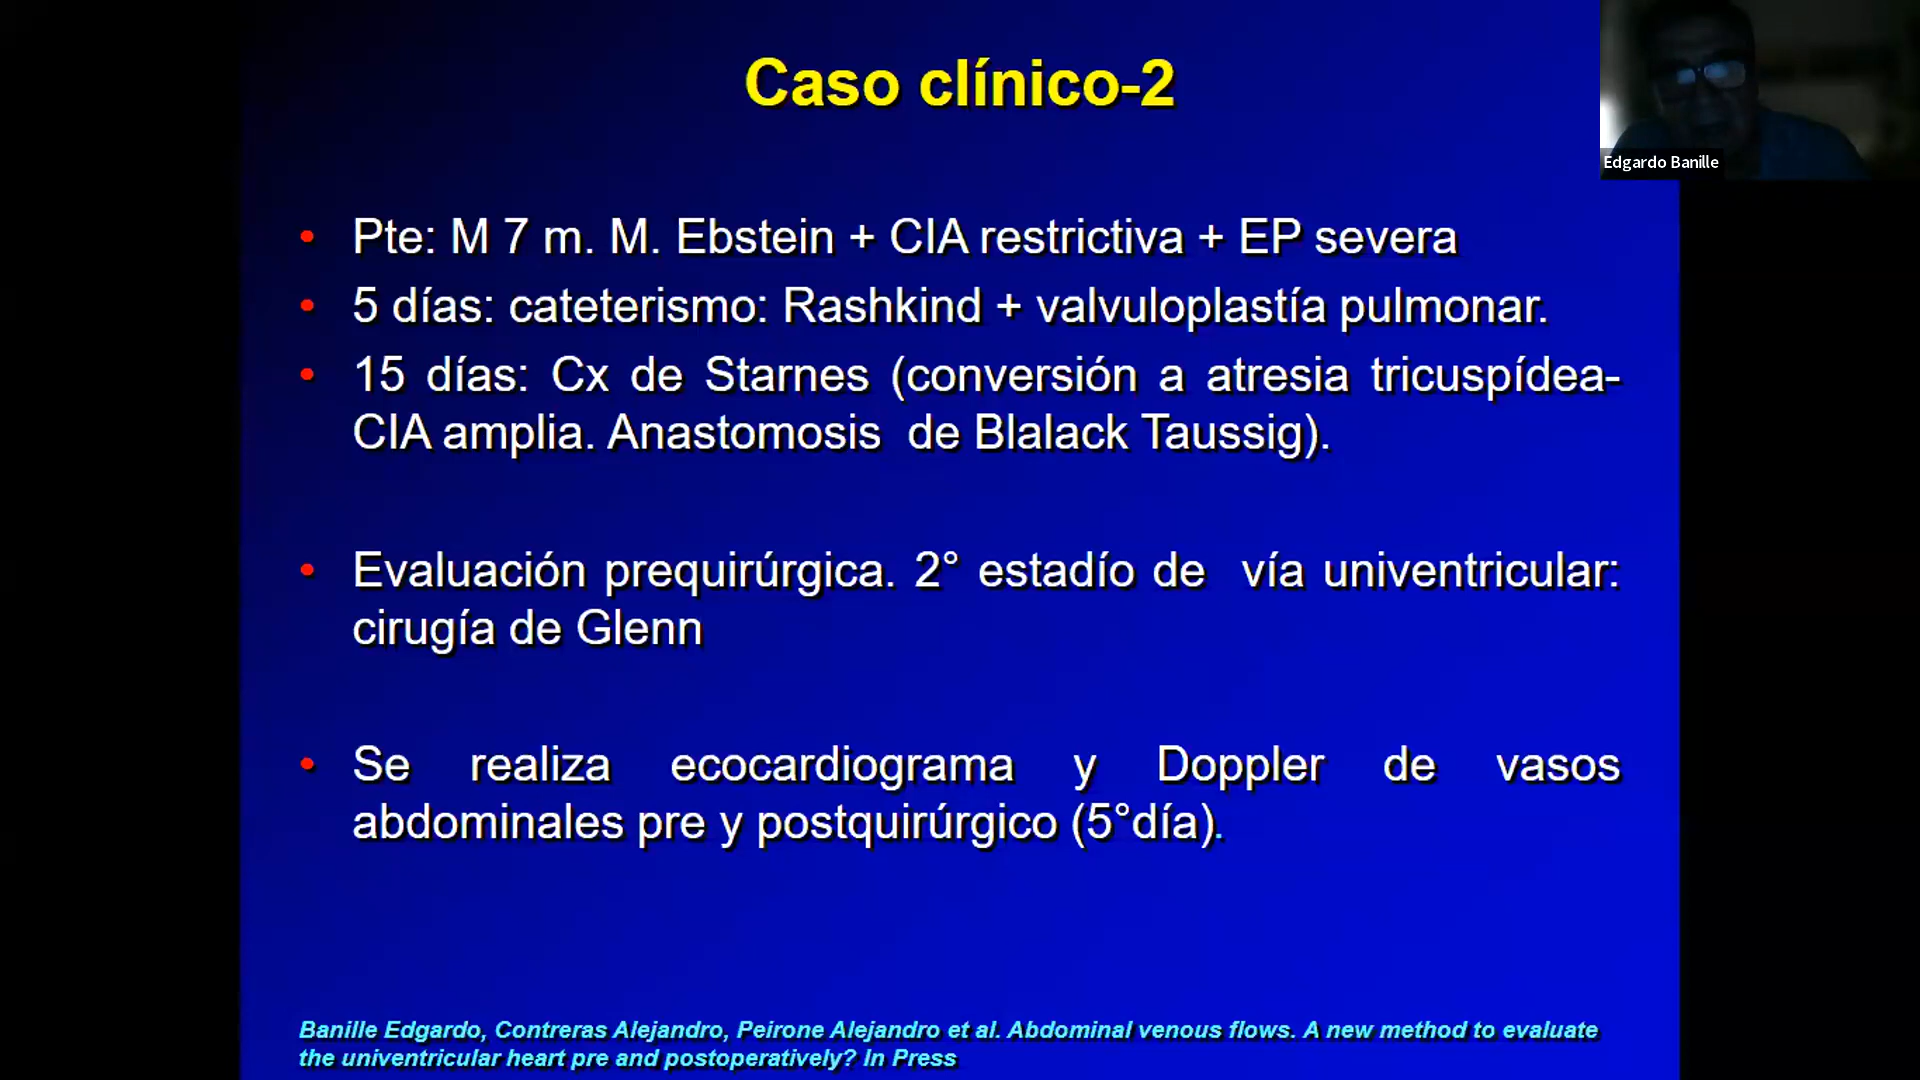 Caso clínico-2
Edgardo Banille
• Pte: M 7 m. M. Ebstein + CIA restrictiva + EP severa
• 5 días: cateterismo: Rashkind + valvuloplastía pulmonar.
• 15 días: Cx de Starnes (conversión a atresia tricuspídea-
CIA amplia. Anastomosis de Blalack Taussig).
• Evaluación prequirúrgica. 2° estadío de vía univentricular:
cirugía de Glenn
• Se realiza ecocardiograma y Doppler de vasos
abdominales pre y postquirúrgico (5°día).
Banille Edgardo, Contreras Alejandro, Peirone Alejandro et al. Abdominal venous flows. A new method to evaluate
the univentricular heart pre and postoperatively? In Press